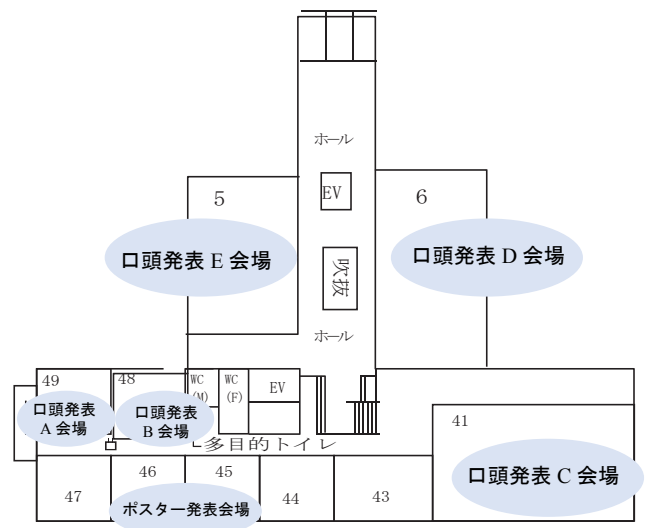 ホール
5
EV
6
口頭発表 E 会場
口頭発表 D 会場
吹抜
ホール
49
48
WC
(M)
WC
(F)
EV
口頭発表
A 会場
口頭発表
B 会場
多目的トイレ
41
口頭発表 C 会場
47
46
45
44
43
ポスター発表会場